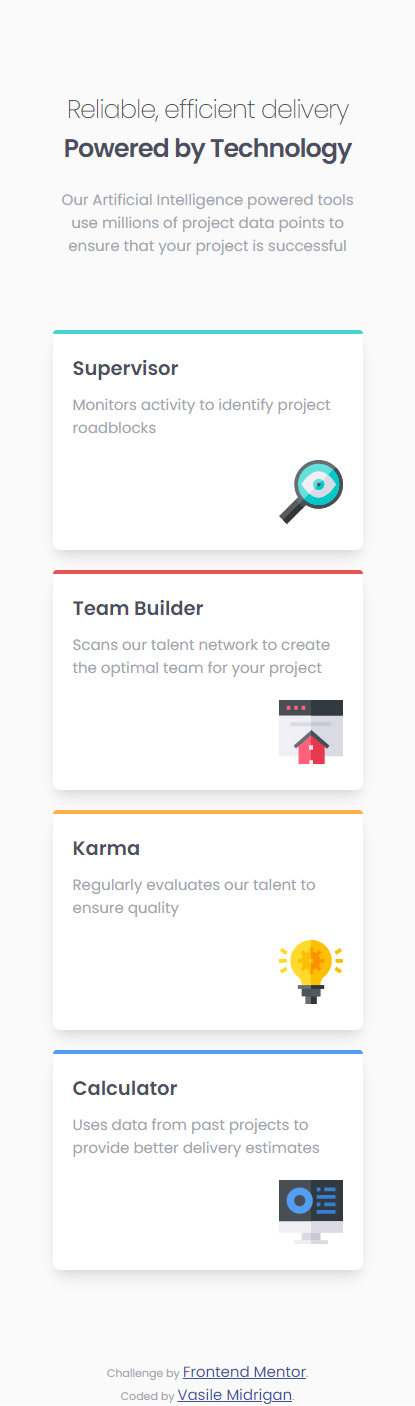 Reliable, efficient delivery
Powered by Technology
Our Artificial Intelligence powered tools
use millions of project data points to
ensure that your project is successful
Supervisor
Monitors activity to identify project
roadblocks
Team Builder
Scans our talent network to create
the optimal team for your project
Karma
Regularly evaluates our talent to
ensure quality
Calculator
Uses data from past projects to
provide better delivery estimates
Challenge by Frontend Mentor.
Coded by Vasile Midrigan.